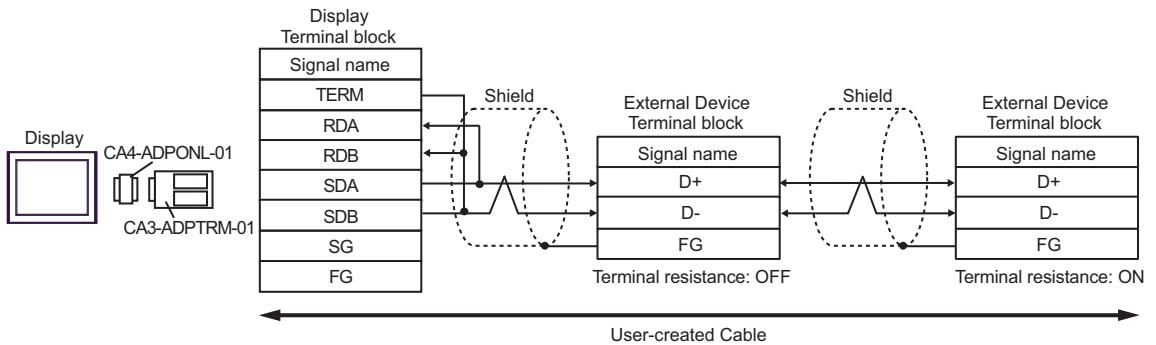 Display
CA4-ADPONL-01
CA3-ADPTRM-01
Display
Terminal block
Signal name
TERM
RDA
RDB
SDA
SDB
SG
FG
Shield
External Device
Terminal block
Signal name
D+
D-
FG
Terminal resistance: OFF
Shield
External Device
Terminal block
Signal name
D+
D-
FG
Terminal resistance: ON
User-created Cable